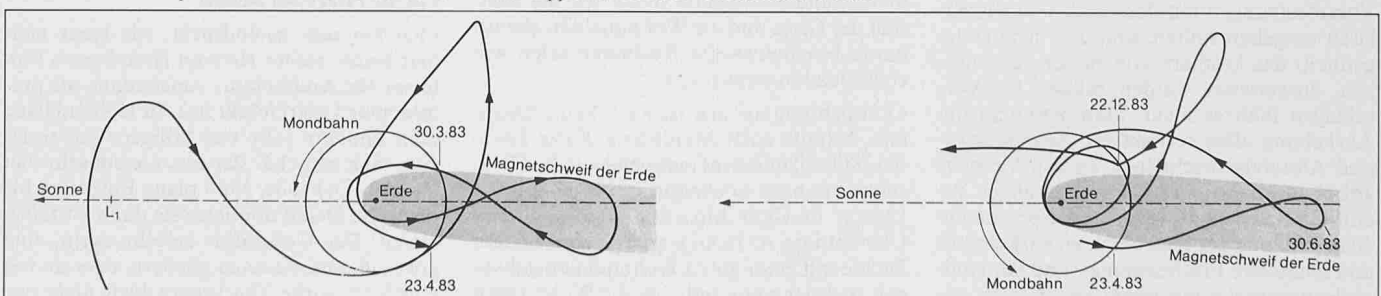 Mondbahn
30.3.83
Magnetschweif der Erde
Sonne
L1
Erde
23.4.83
22.12.83
Sonne
Erde
30.6.83
Magnetschweif der Erde
Mondbahn
23.4.83